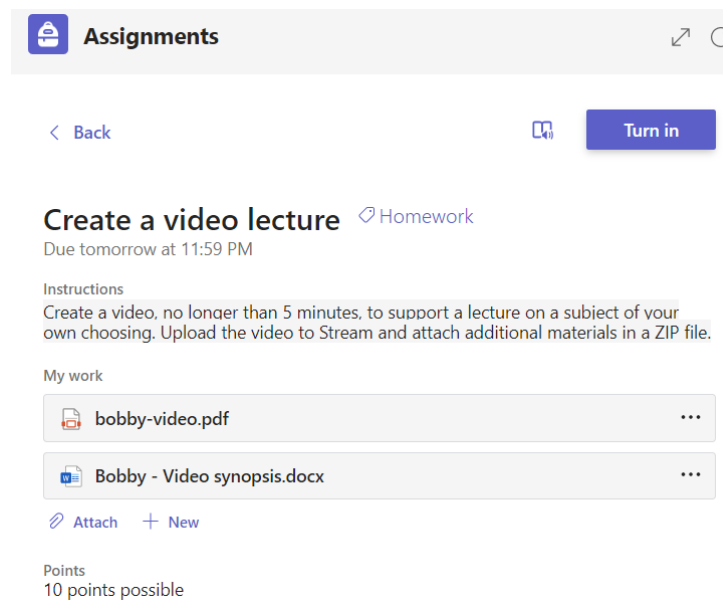 Assignments
Back
Turn in
Create a video lecture Homework
Due tomorrow at 11:59 PM
Instructions
Create a video, no longer than 5 minutes, to support a lecture on a subject of your
own choosing. Upload the video to Stream and attach additional materials in a ZIP file.
My work
bobby-video.pdf
Bobby - Video synopsis.docx
Attach + New
Points
10 points possible